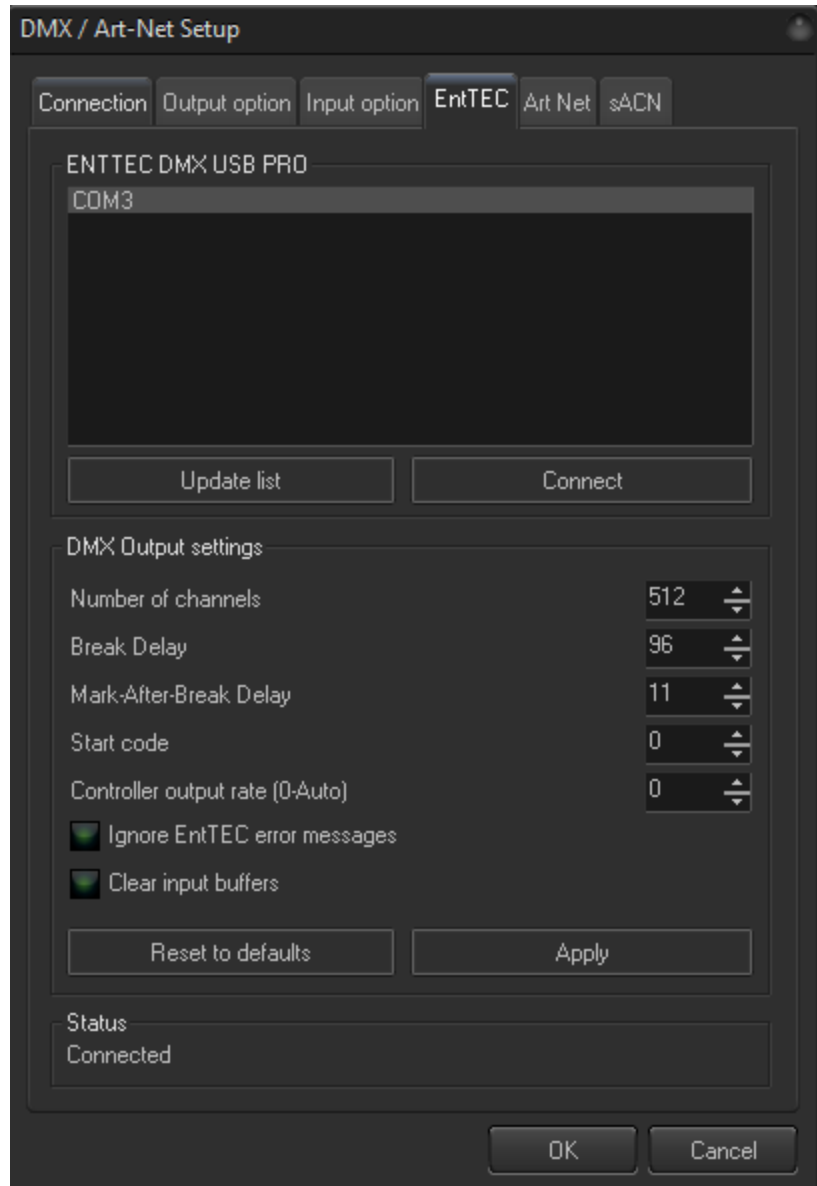 DMX / Art-Net Setup
Connection Output option Input option EntTEC Art Net sACN
ENTTEC DMX USB PRO
COM3
Update list Connect
DMX Output settings
Number of channels 512
Break Delay 96
Mark-After-Break Delay 11
Start code 0
Controller output rate (0-Auto) 0
Ignore EntTEC error messages
Clear input buffers
Reset to defaults Apply
Status
Connected
OK Cancel